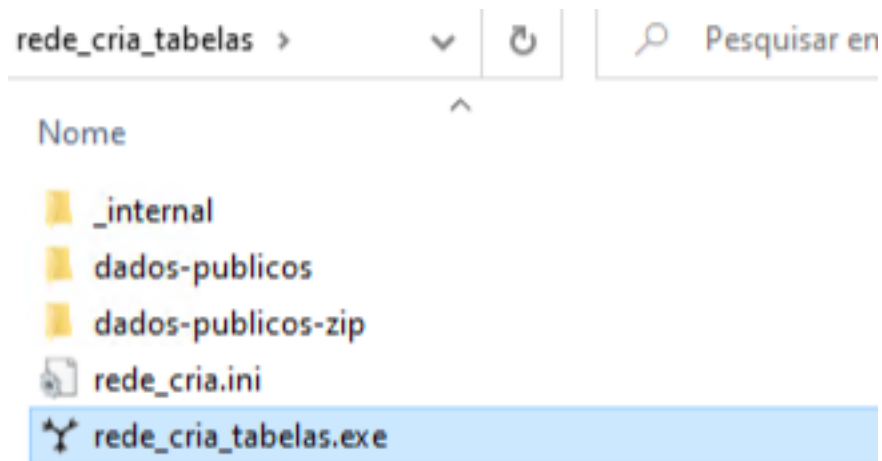 rede_cria_tabelas >
Pesquisar en
Nome
_internal
dados-publicos
dados-publicos-zip
rede_cria.ini
rede_cria_tabelas.exe